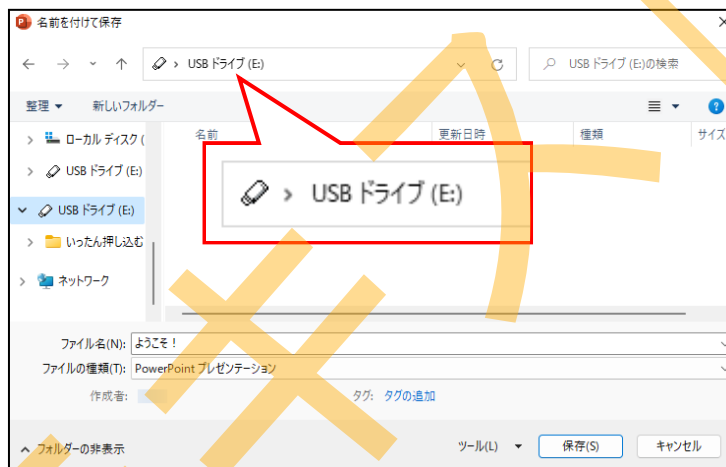 名前を付けて保存
USB ドライブ (E:)
USB ドライブ (E:)の検索
整理
新しいフォルダー
名前
更新日時
種類
サイズ
ローカル ディスク (
USB ドライブ (E:)
USB ドライブ (E:)
USB ドライブ (E:)
いったん押し込む
ネットワーク
ファイル名(N): ようこそ！
ファイルの種類(T): PowerPoint プレゼンテーション
作成者:
タグ: タグの追加
フォルダーの非表示
ツール(L)
保存(S)
キャンセル